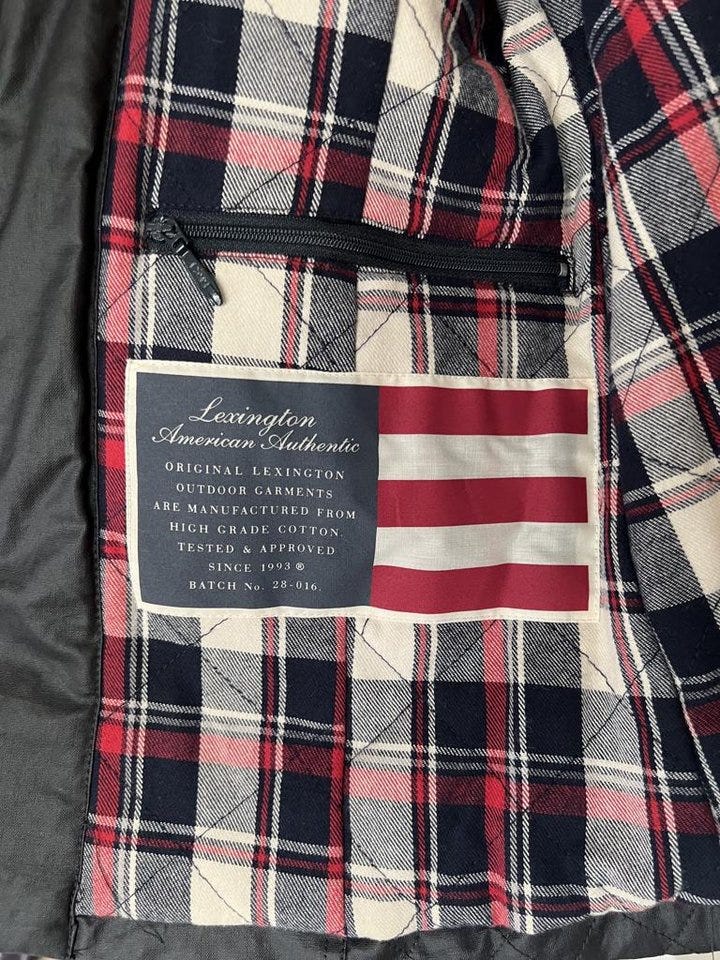 Lexington
American Authentic
ORIGINAL LEXINGTON
OUTDOOR GARMENTS
ARE MANUFACTURED FROM
HIGH GRADE COTTON.
TESTED & APPROVED
SINCE 1993 ®
BATCH No. 28-016.